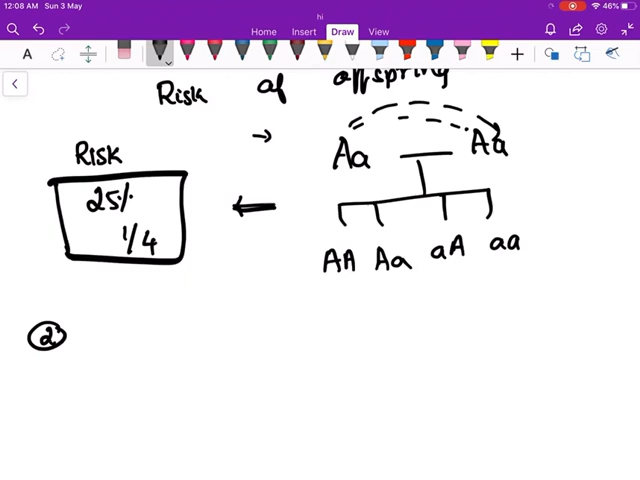 12:08 AM Sun 3 May
46%
hi
Home Insert Draw View
A
Risk of offspring
→ Aa Aa
Risk
25%
1/4
←
AA Aa aA aa
2